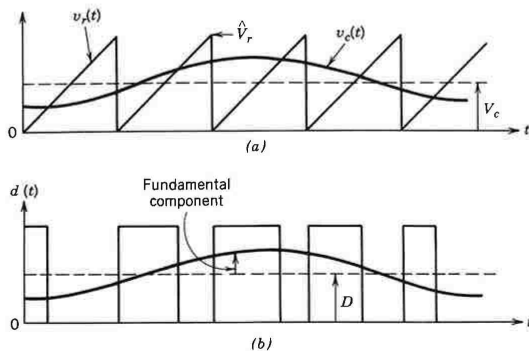 v_r(t)
V̂_r
v_c(t)
V_c
0
t
(a)
d (t)
Fundamental
component
D
0
t
(b)